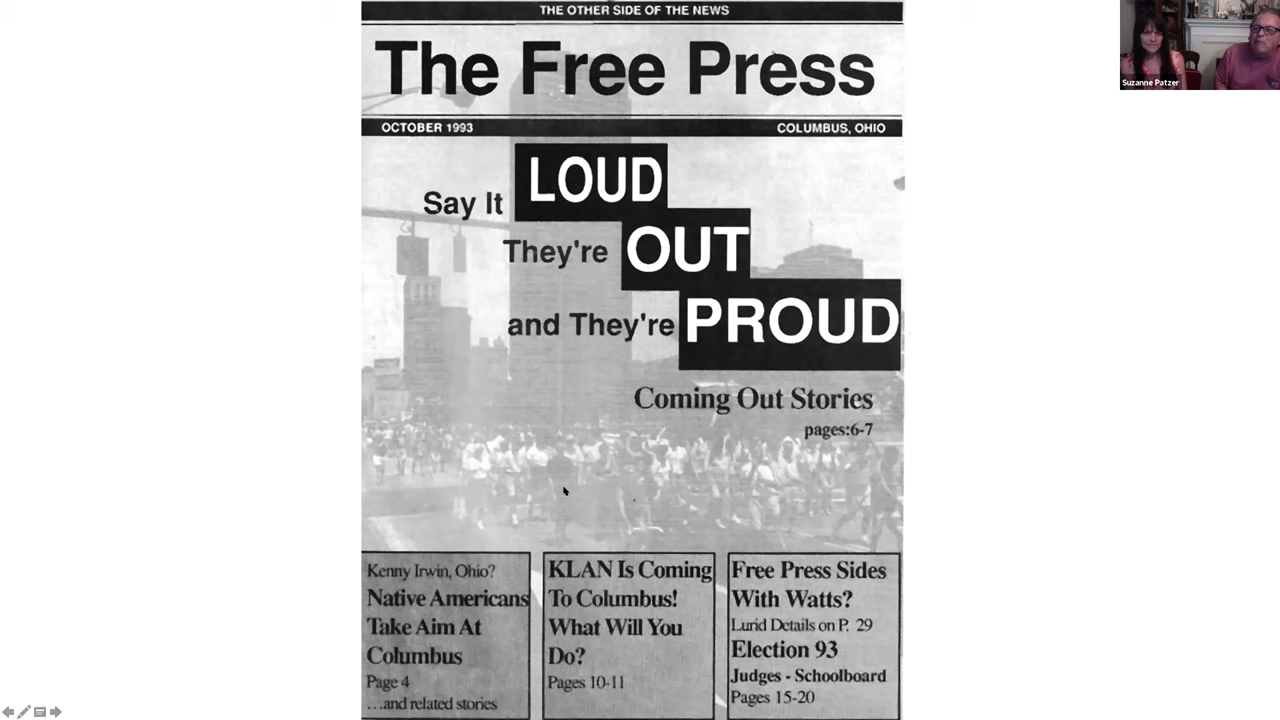 THE OTHER SIDE OF THE NEWS
The Free Press
OCTOBER 1993
COLUMBUS, OHIO
Say It LOUD
They're OUT
and They're PROUD
Coming Out Stories
pages:6-7
Kenny Irwin, Ohio?
Native Americans
Take Aim At
Columbus
Page 4
...and related stories
KLAN Is Coming
To Columbus!
What Will You
Do?
Pages 10-11
Free Press Sides
With Watts?
Lurid Details on P. 29
Election 93
Judges - Schoolboard
Pages 15-20
Suzanne Patzer